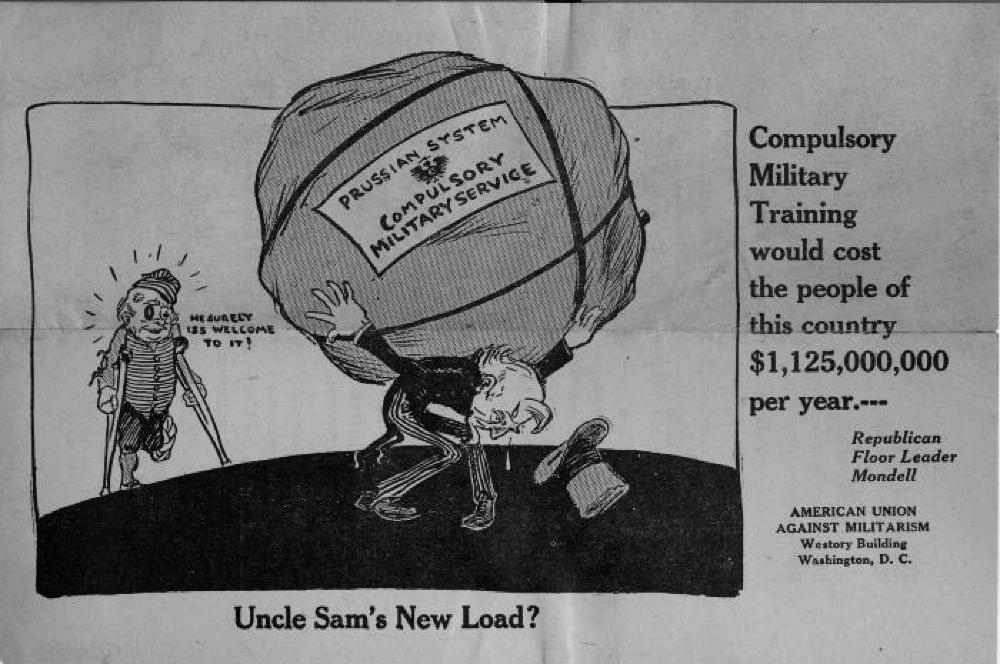 PRUSSIAN SYSTEM
COMPULSORY
MILITARY SERVICE
HE SURELY
ISS WELCOME
TO IT!
Uncle Sam's New Load?
Compulsory
Military
Training
would cost
the people of
this country
$1,125,000,000
per year.---
Republican
Floor Leader
Mondell
AMERICAN UNION
AGAINST MILITARISM
Westory Building
Washington, D. C.